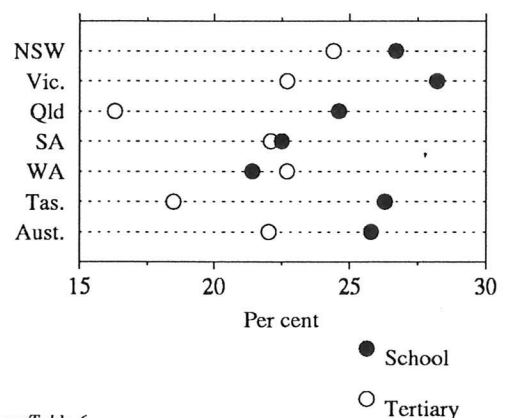 NSW
Vic.
Qld
SA
WA
Tas.
Aust.
15 20 25 30
Per cent
School
Tertiary